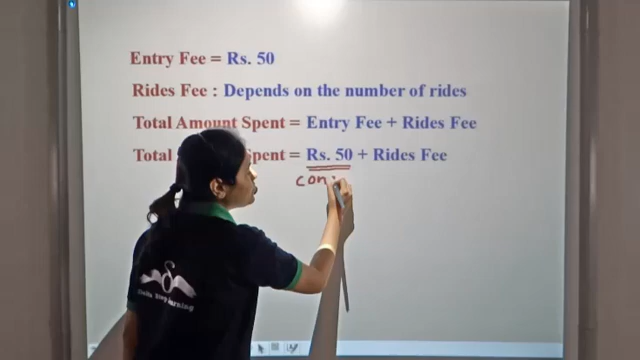 Entry Fee = Rs. 50
Rides Fee : Depends on the number of rides
Total Amount Spent = Entry Fee + Rides Fee
Total Spent = Rs. 50 + Rides Fee
con